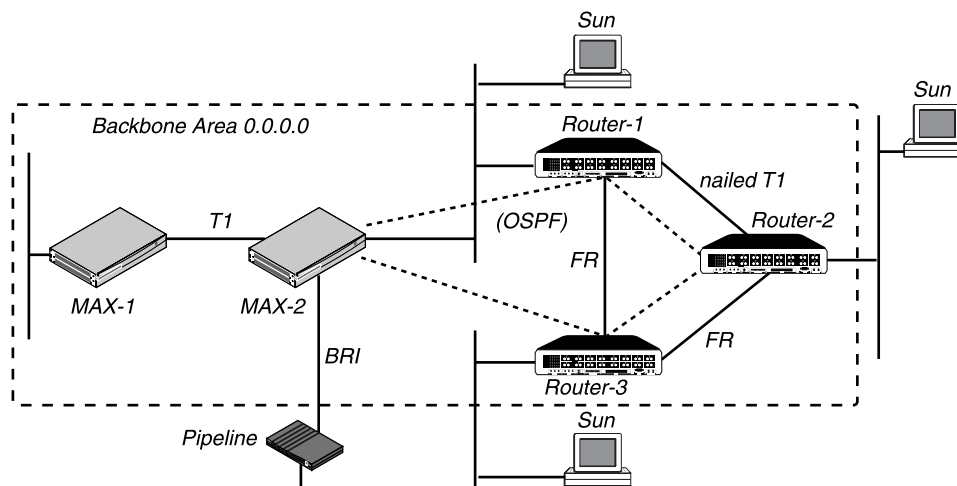 Sun
Sun
Backbone Area 0.0.0.0
Router-1
nailed T1
T1
(OSPF)
Router-2
FR
MAX-1
MAX-2
BRI
FR
Router-3
Pipeline
Sun